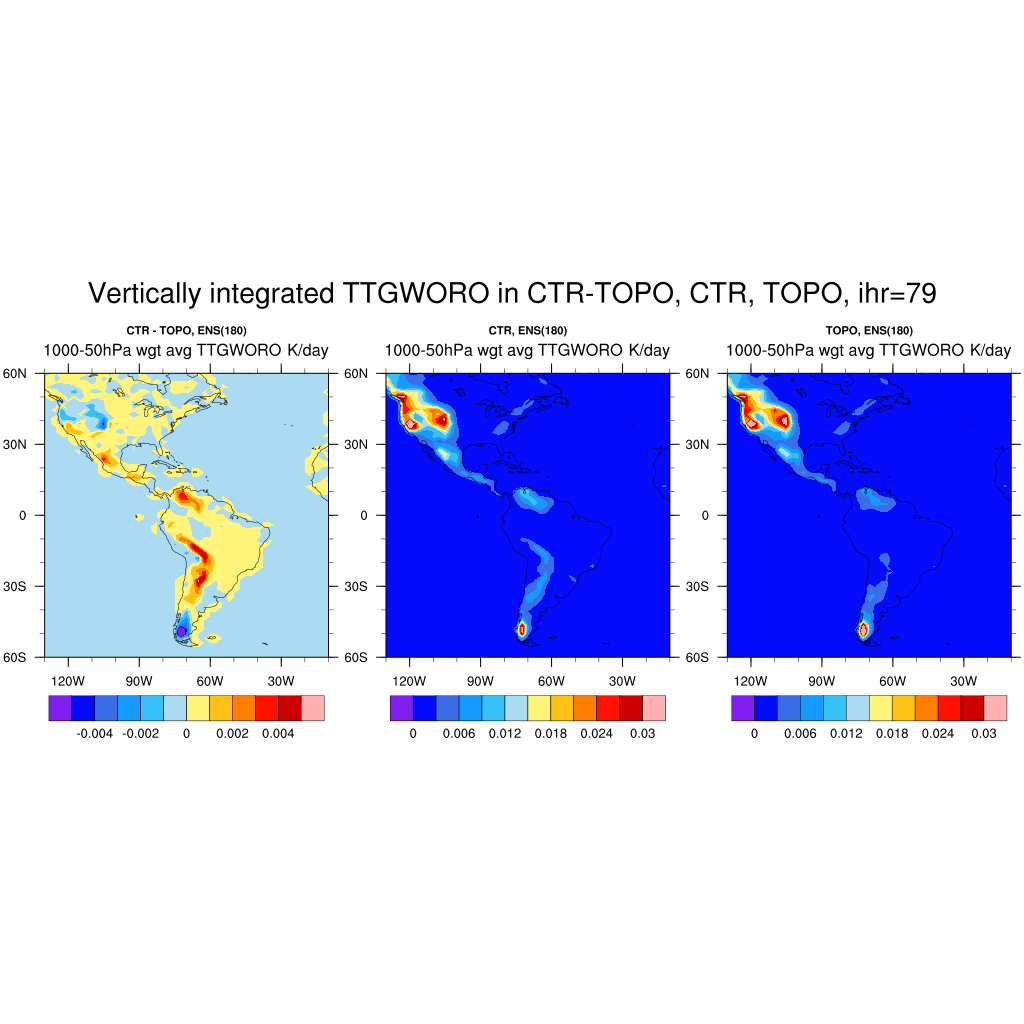 Vertically integrated TTGWORO in CTR-TOPO, CTR, TOPO, ihr=79
CTR - TOPO, ENS(180)
1000-50hPa wgt avg TTGWORO K/day
60N
30N
0
30S
60S
120W 90W 60W 30W
-0.004 -0.002 0 0.002 0.004
CTR, ENS(180)
1000-50hPa wgt avg TTGWORO K/day
60N
30N
0
30S
60S
120W 90W 60W 30W
0 0.006 0.012 0.018 0.024 0.03
TOPO, ENS(180)
1000-50hPa wgt avg TTGWORO K/day
60N
30N
0
30S
60S
120W 90W 60W 30W
0 0.006 0.012 0.018 0.024 0.03